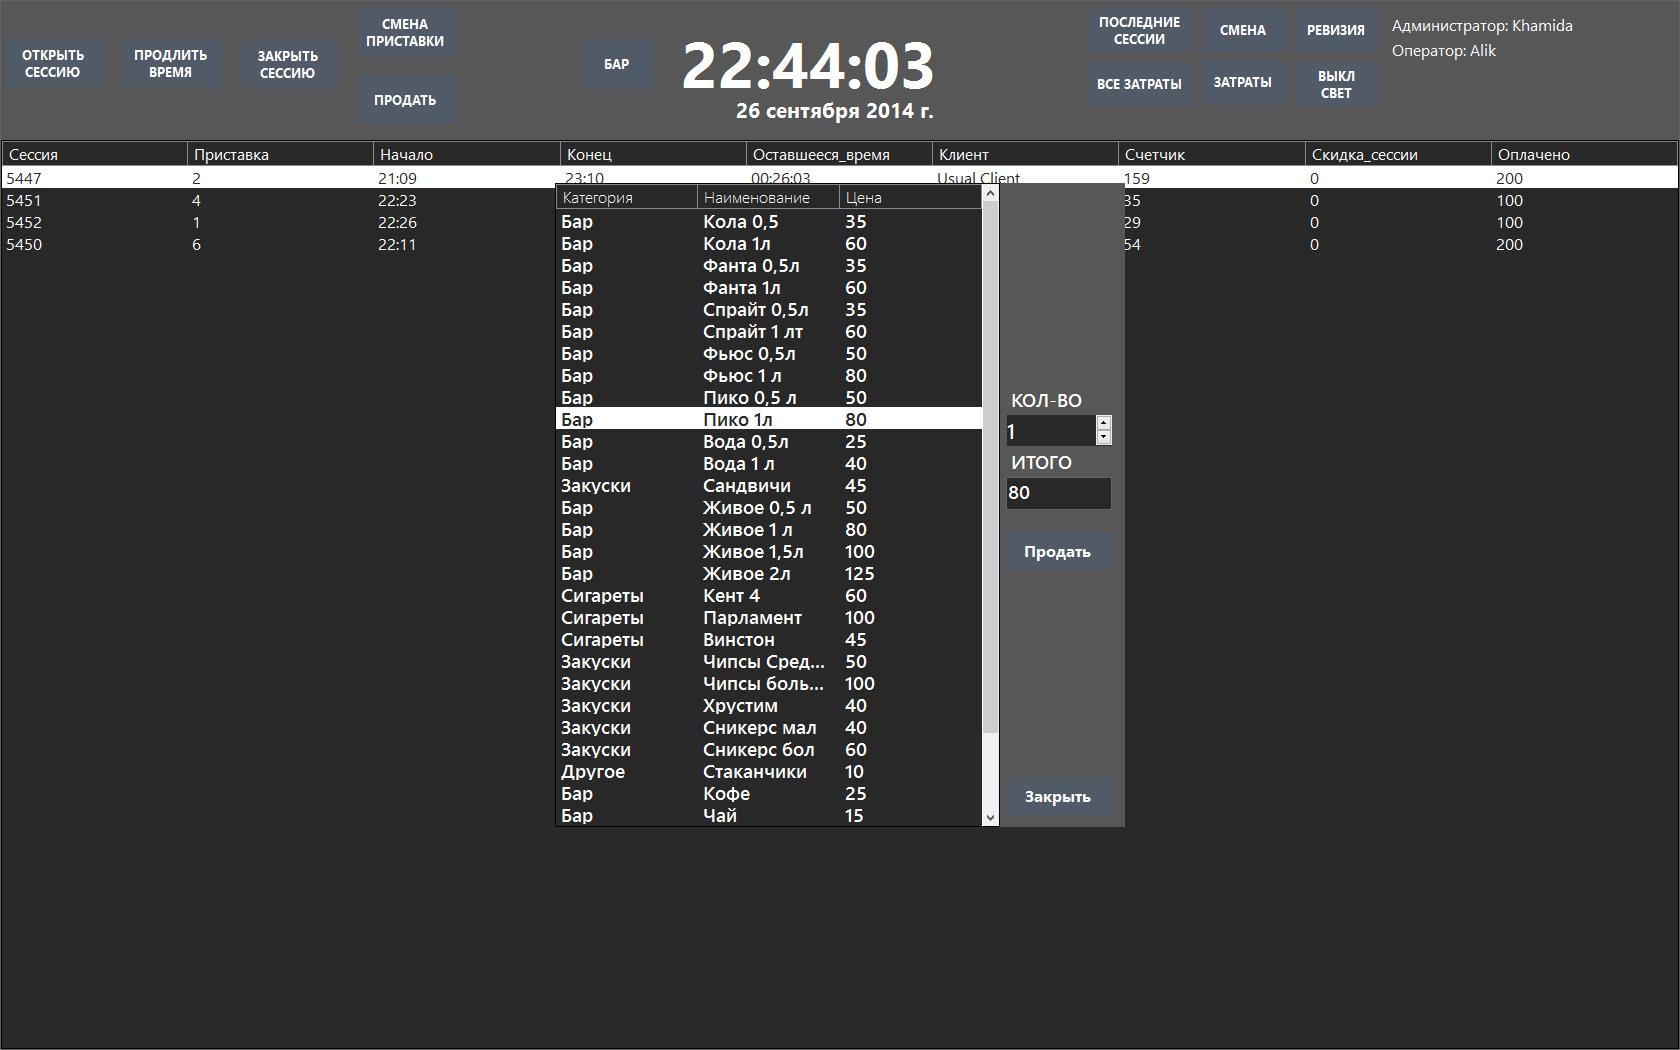 ОТКРЫТЬ
СЕССИЮ
ПРОДЛИТЬ
ВРЕМЯ
ЗАКРЫТЬ
СЕССИЮ
СМЕНА
ПРИСТАВКИ
ПРОДАТЬ
БАР
22:44:03
26 сентября 2014 г.
ПОСЛЕДНИЕ
СЕССИИ
СМЕНА
РЕВИЗИЯ
ВСЕ ЗАТРАТЫ
ЗАТРАТЫ
ВЫКЛ
СВЕТ
Администратор: Khamida
Оператор: Alik
Сессия Приставка Начало Конец Оставшееся_время Клиент Счетчик Скидка_сессии Оплачено
5447 2 21:09 23:10 00:26:03 Usual Client 159 0 200
5451 4 22:23 35 0 100
5452 1 22:26 29 0 100
5450 6 22:11 54 0 200
Категория Наименование Цена
Бар Кола 0,5 35
Бар Кола 1л 60
Бар Фанта 0,5л 35
Бар Фанта 1л 60
Бар Спрайт 0,5л 35
Бар Спрайт 1 лт 60
Бар Фьюс 0,5л 50
Бар Фьюс 1 л 80
Бар Пико 0,5 л 50
Бар Пико 1л 80
Бар Вода 0,5л 25
Бар Вода 1 л 40
Закуски Сандвичи 45
Бар Живое 0,5 л 50
Бар Живое 1 л 80
Бар Живое 1,5л 100
Бар Живое 2л 125
Сигареты Кент 4 60
Сигареты Парламент 100
Сигареты Винстон 45
Закуски Чипсы Сред... 50
Закуски Чипсы боль... 100
Закуски Хрустим 40
Закуски Сникерс мал 40
Закуски Сникерс бол 60
Другое Стаканчики 10
Бар Кофе 25
Бар Чай 15
КОЛ-ВО
1
ИТОГО
80
Продать
Закрыть